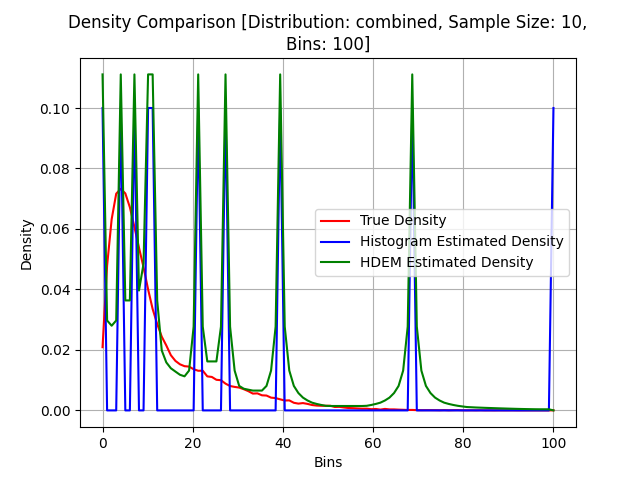 Density Comparison [Distribution: combined, Sample Size: 10,
Bins: 100]
Density
0.10
0.08
0.06
0.04
0.02
0.00
True Density
Histogram Estimated Density
HDEM Estimated Density
0 20 40 60 80 100
Bins